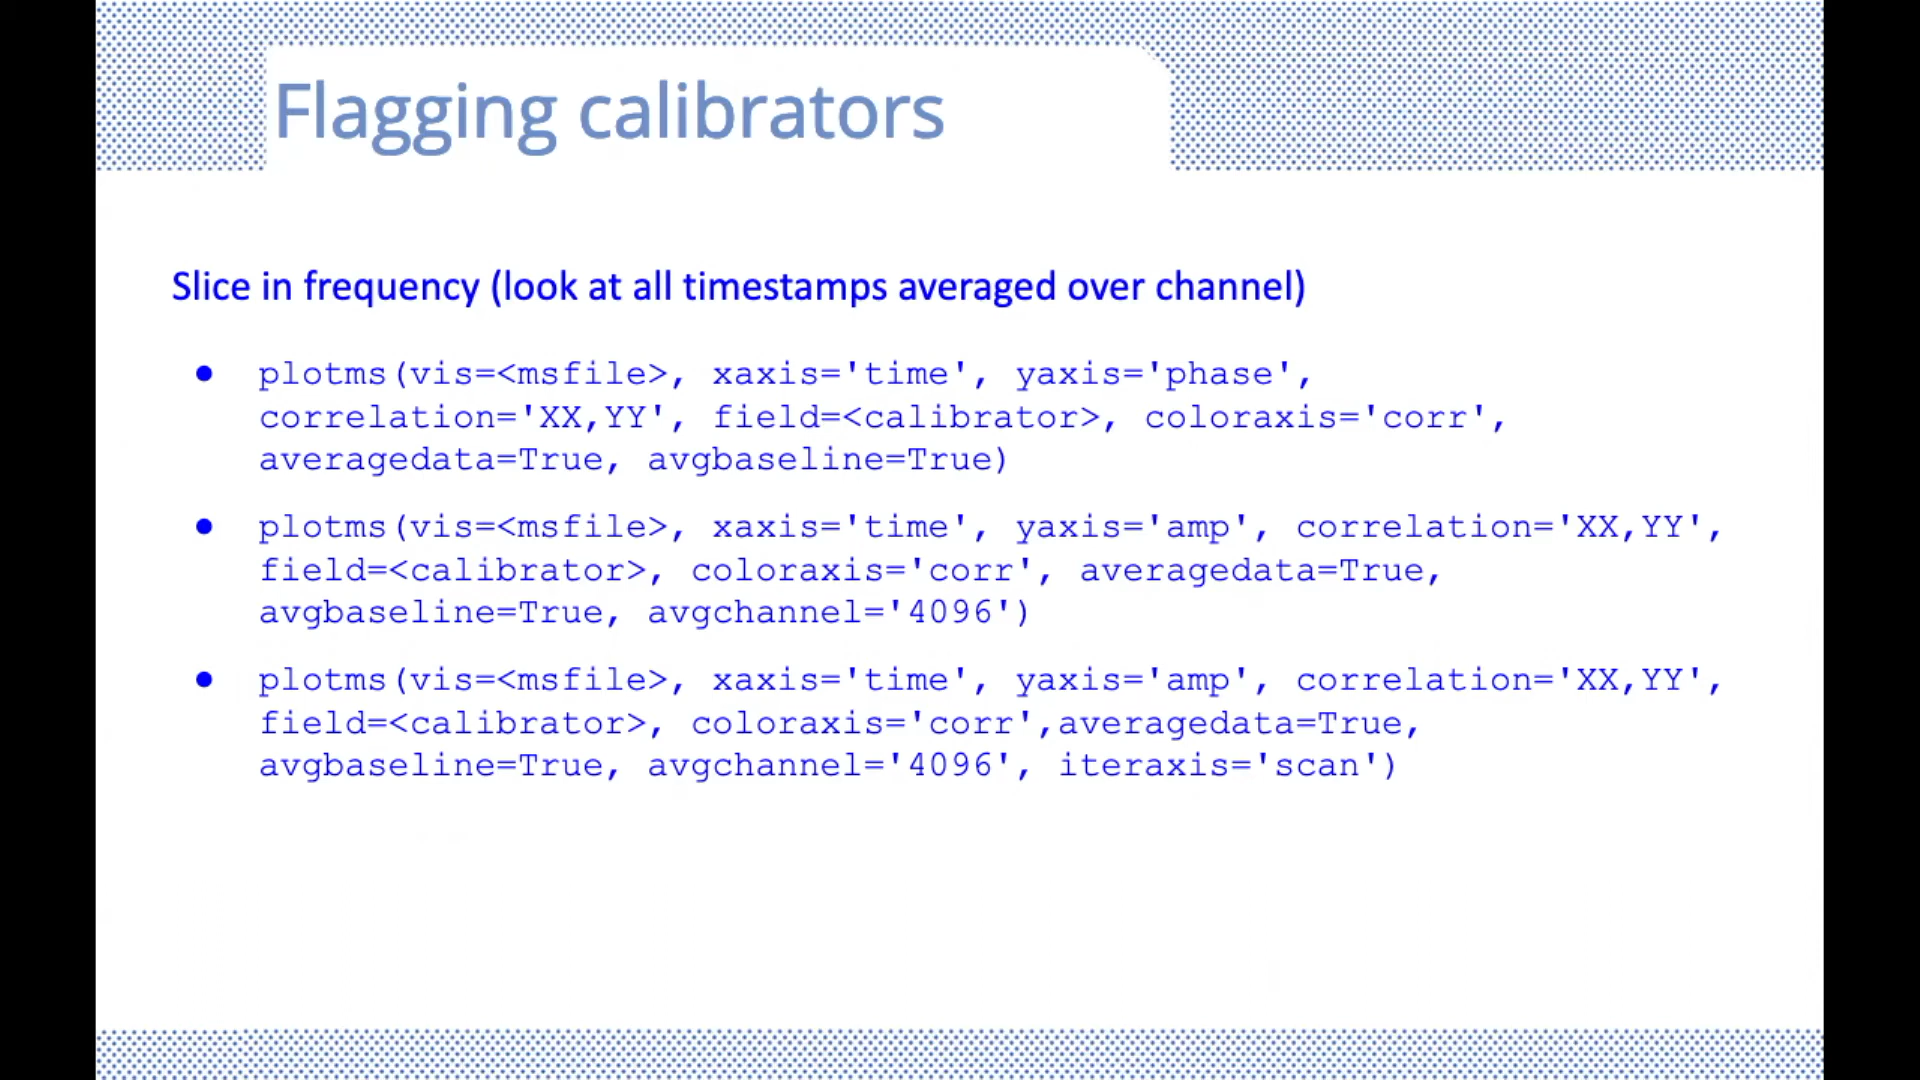 Flagging calibrators
Slice in frequency (look at all timestamps averaged over channel)
● plotms(vis=<msfile>, xaxis='time', yaxis='phase',
correlation='XX,YY', field=<calibrator>, coloraxis='corr',
averagedata=True, avgbaseline=True)
● plotms(vis=<msfile>, xaxis='time', yaxis='amp', correlation='XX,YY',
field=<calibrator>, coloraxis='corr', averagedata=True,
avgbaseline=True, avgchannel='4096')
● plotms(vis=<msfile>, xaxis='time', yaxis='amp', correlation='XX,YY',
field=<calibrator>, coloraxis='corr',averagedata=True,
avgbaseline=True, avgchannel='4096', iteraxis='scan')